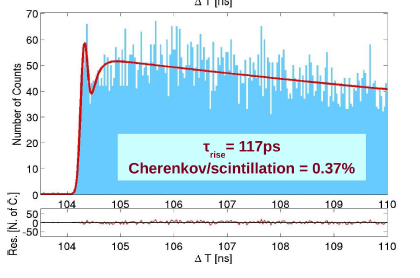 Δ T [ns]
70
60
50
40
30
20
10
0
Number of Counts
τrise= 117ps
Cherenkov/scintillation = 0.37%
104 105 106 107 108 109 110
50
0
-50
Res. [N. of C.]
104 105 106 107 108 109 110
Δ T [ns]